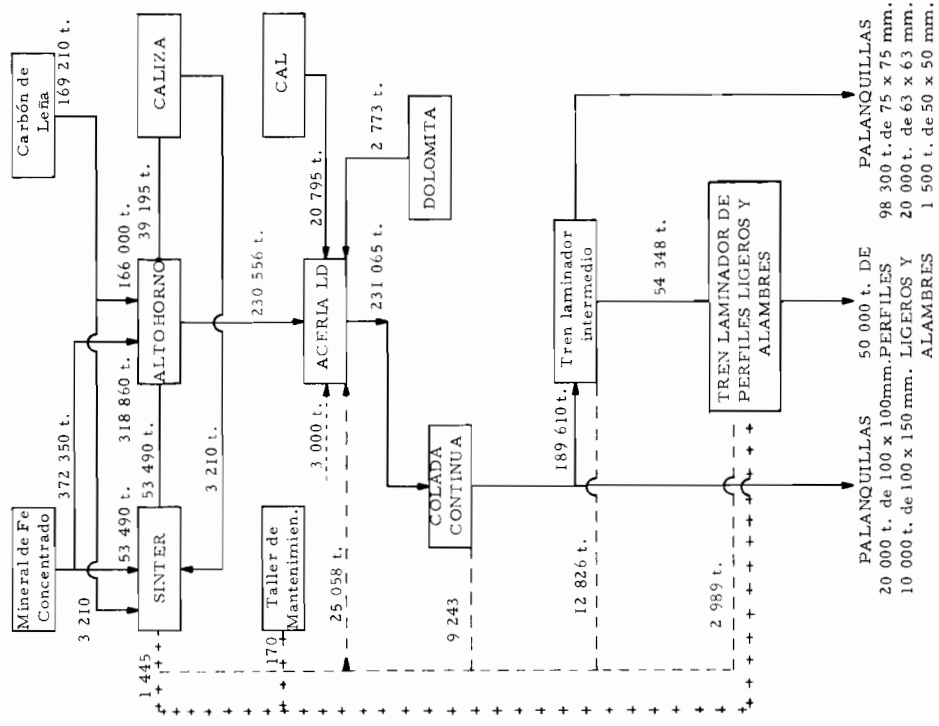 Mineral de Fe
Concentrado
Carbón de
Leña
169 210 t.
372 350 t.
3 210
53 490 t.
318 860 t.
166 000 t.
SINTER
53 490 t.
ALTO HORNO
39 195 t.
CALIZA
3 210 t.
1 445
230 556 t.
Taller de
Mantenimien.
170
CAL
20 795 t.
3 000 t.
ACERIA LD
25 058 t.
2 773 t.
DOLOMITA
231 065 t.
COLADA
CONTINUA
9 243
189 610 t.
Tren laminador
intermedio
12 826 t.
54 348 t.
TREN LAMINADOR DE
PERFILES LIGEROS Y
ALAMBRES
2 989 t.
PALANQUILLAS
20 000 t. de 100 x 100mm.
10 000 t. de 100 x 150 mm.
50 000 t. DE
PERFILES
LIGEROS Y
ALAMBRES
PALANQUILLAS
98 300 t. de 75 x 75 mm.
20 000 t. de 63 x 63 mm.
1 500 t. de 50 x 50 mm.